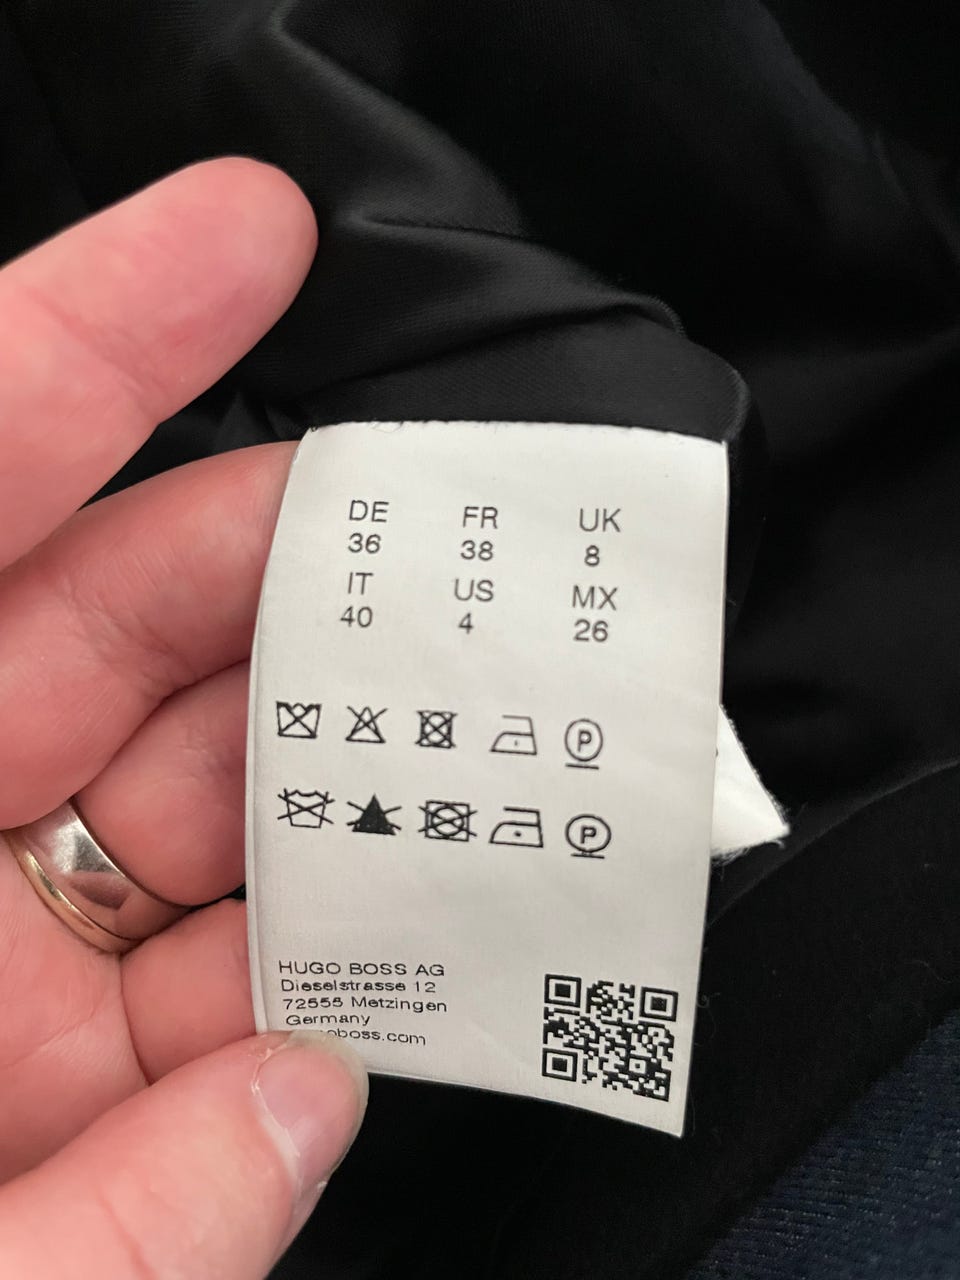 DE FR UK
36 38 8
IT US MX
40 4 26
P
P
HUGO BOSS AG
Dieselstrasse 12
72555 Metzingen
Germany